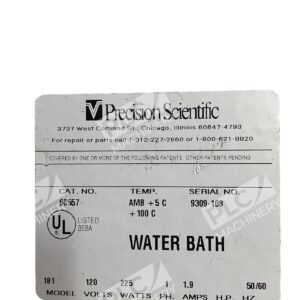 Precision Scientific
3737 West Cortland St., Chicago, Illinois 60647-4793
For repair or parts call 1-312-227-2660 or 1-800-621-8820
COVERED BY ONE OR MORE OF THE FOLLOWING PATENTS. OTHER PATENTS PENDING
CAT. NO. TEMP. SERIAL NO.
66557 AMB +5 C 9309-108
+100 C
UL LISTED
353A
WATER BATH
181 120 225 1 1.9 50/60
MODEL VOLTS WATTS PH. AMPS H.P. HZ
PLC MACHINERY